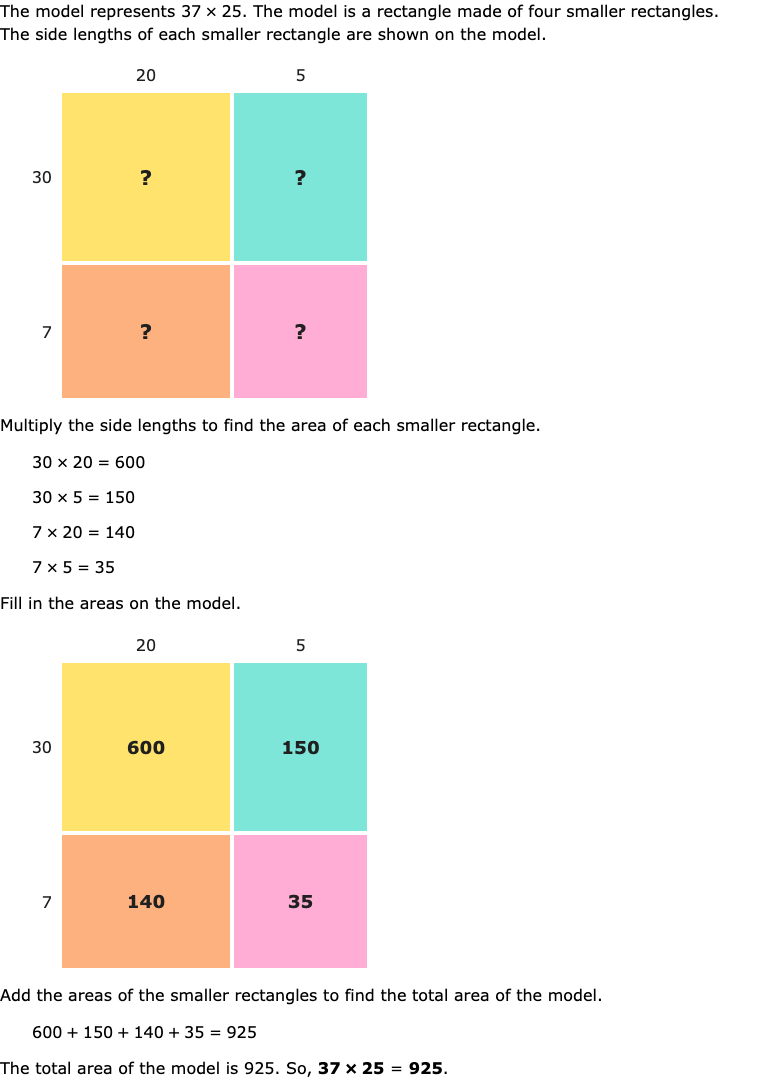 The model represents 37 × 25. The model is a rectangle made of four smaller rectangles.
The side lengths of each smaller rectangle are shown on the model.
20 5
30 ? ?
7 ? ?
Multiply the side lengths to find the area of each smaller rectangle.
30 × 20 = 600
30 × 5 = 150
7 × 20 = 140
7 × 5 = 35
Fill in the areas on the model.
20 5
30 600 150
7 140 35
Add the areas of the smaller rectangles to find the total area of the model.
600 + 150 + 140 + 35 = 925
The total area of the model is 925. So, 37 × 25 = 925.